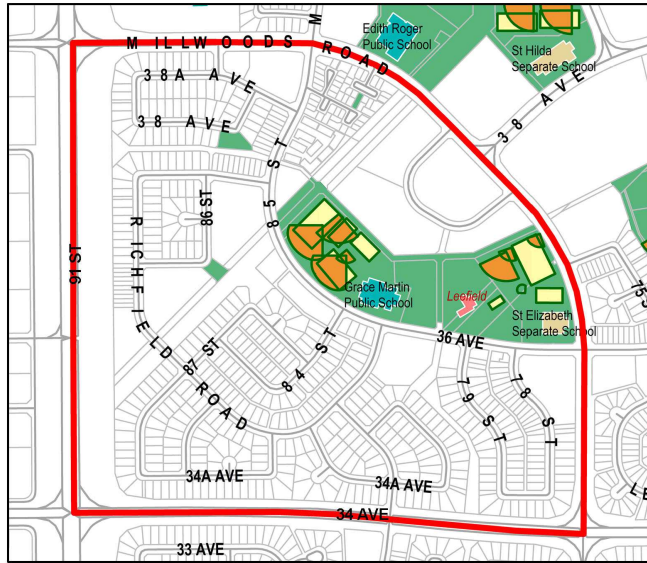 M
MILLWOODS ROAD
Edith Roger
Public School
St Hilda
Separate School
38A AVE
38 AVE
38 AVE
85 ST
86 ST
91 ST
RICHFIELD ROAD
Grace Martin
Public School
Leefield
St Elizabeth
Separate School
75
36 AVE
87 ST
84 ST
79 ST
78 ST
34A AVE
34A AVE
LE
34 AVE
33 AVE